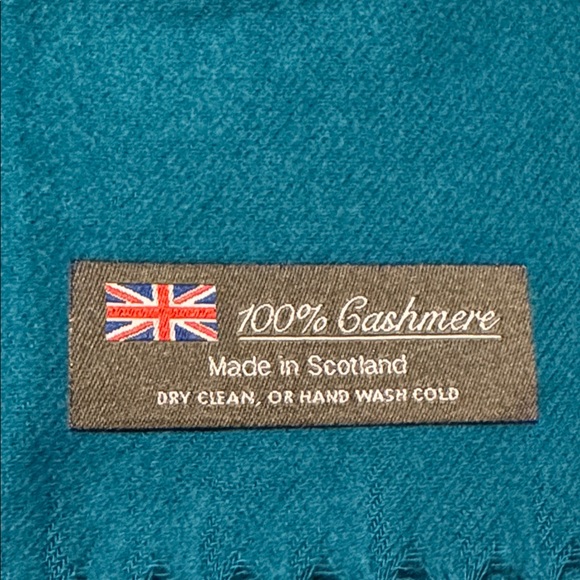 100% Cashmere
Made in Scotland
DRY CLEAN, OR HAND WASH COLD